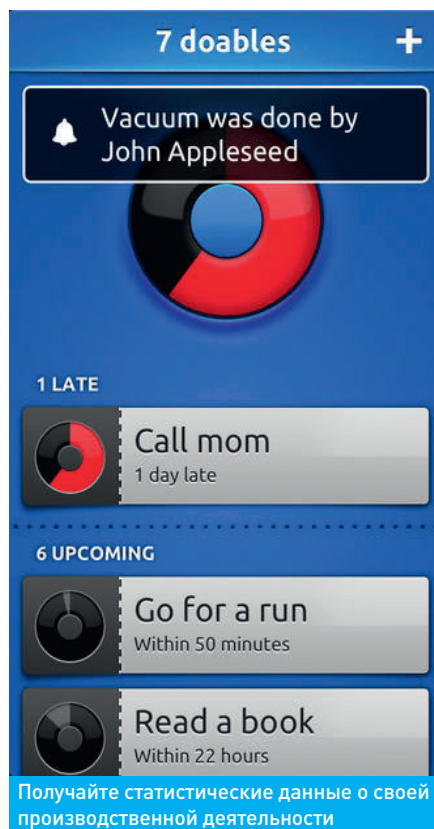 7 doables +
Vacuum was done by
John Appleseed
1 LATE
Call mom
1 day late
6 UPCOMING
Go for a run
Within 50 minutes
Read a book
Within 22 hours
Получайте статистические данные о своей
производственной деятельности